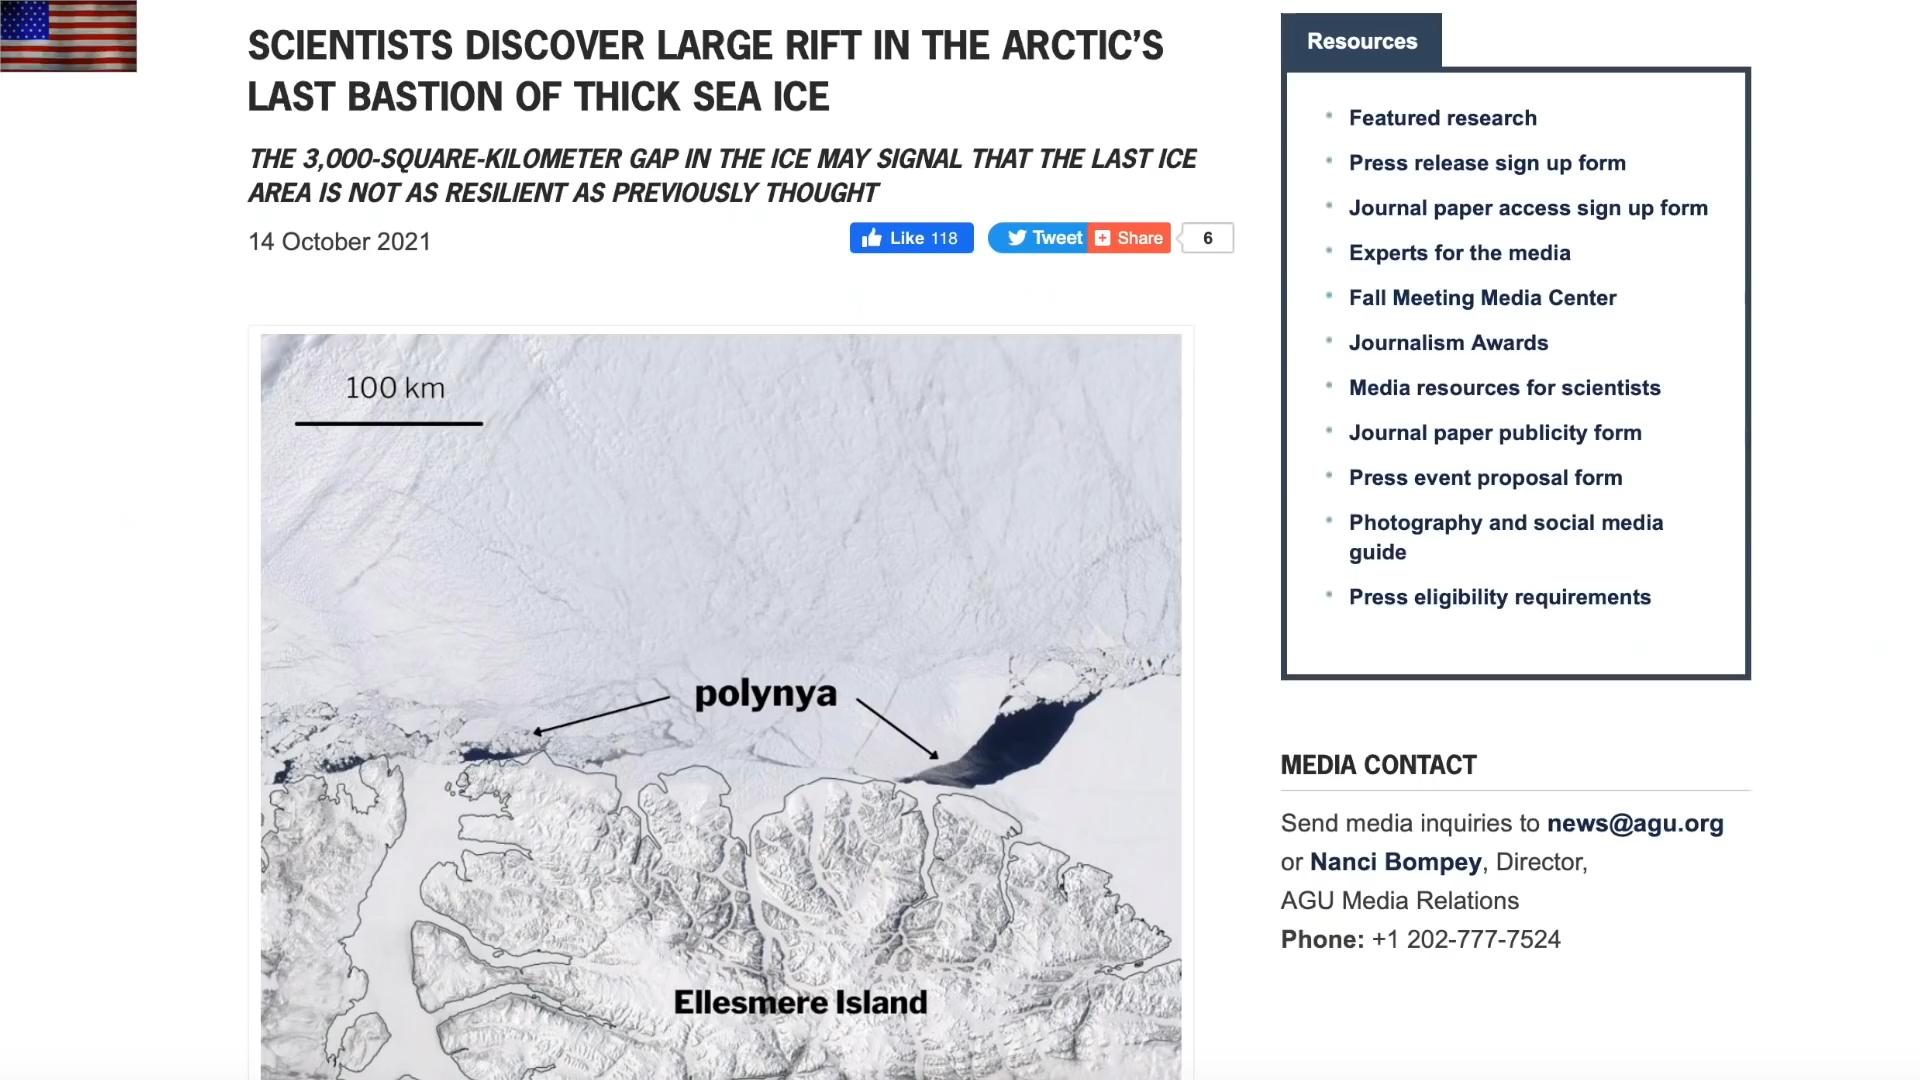 SCIENTISTS DISCOVER LARGE RIFT IN THE ARCTIC'S
LAST BASTION OF THICK SEA ICE
THE 3,000-SQUARE-KILOMETER GAP IN THE ICE MAY SIGNAL THAT THE LAST ICE
AREA IS NOT AS RESILIENT AS PREVIOUSLY THOUGHT
14 October 2021
Like 118
Tweet
Share
6
100 km
polynya
Ellesmere Island
Resources
Featured research
Press release sign up form
Journal paper access sign up form
Experts for the media
Fall Meeting Media Center
Journalism Awards
Media resources for scientists
Journal paper publicity form
Press event proposal form
Photography and social media
guide
Press eligibility requirements
MEDIA CONTACT
Send media inquiries to news@agu.org
or Nanci Bompey, Director,
AGU Media Relations
Phone: +1 202-777-7524